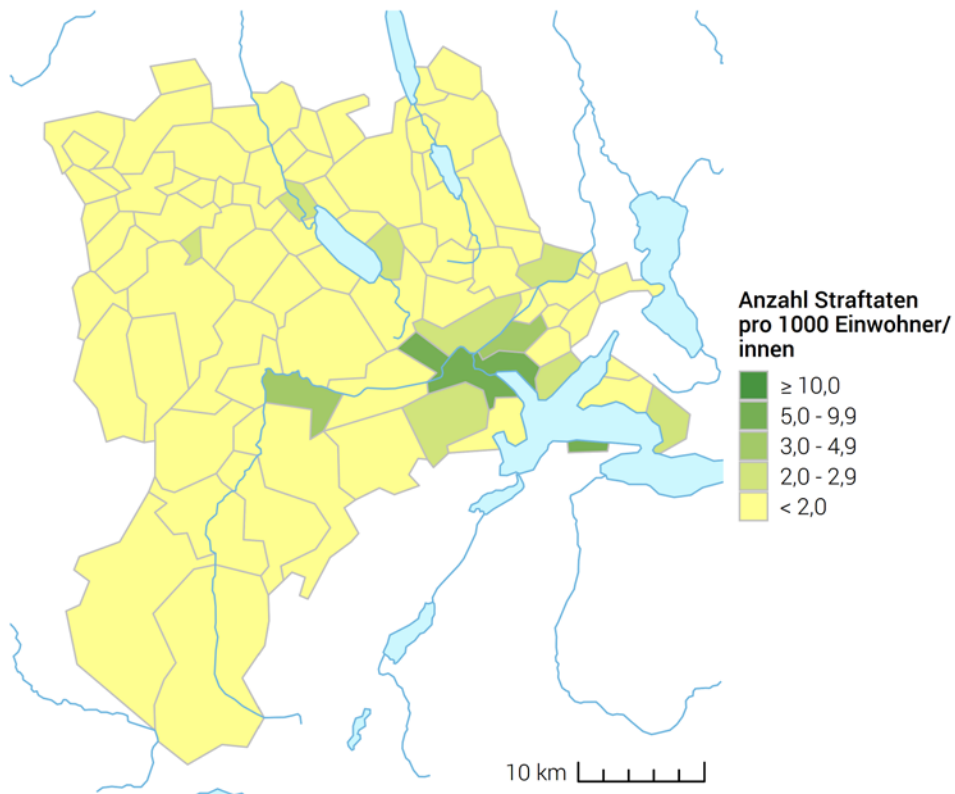 Anzahl Straftaten
pro 1000 Einwohner/
innen
≥ 10,0
5,0 - 9,9
3,0 - 4,9
2,0 - 2,9
< 2,0
10 km